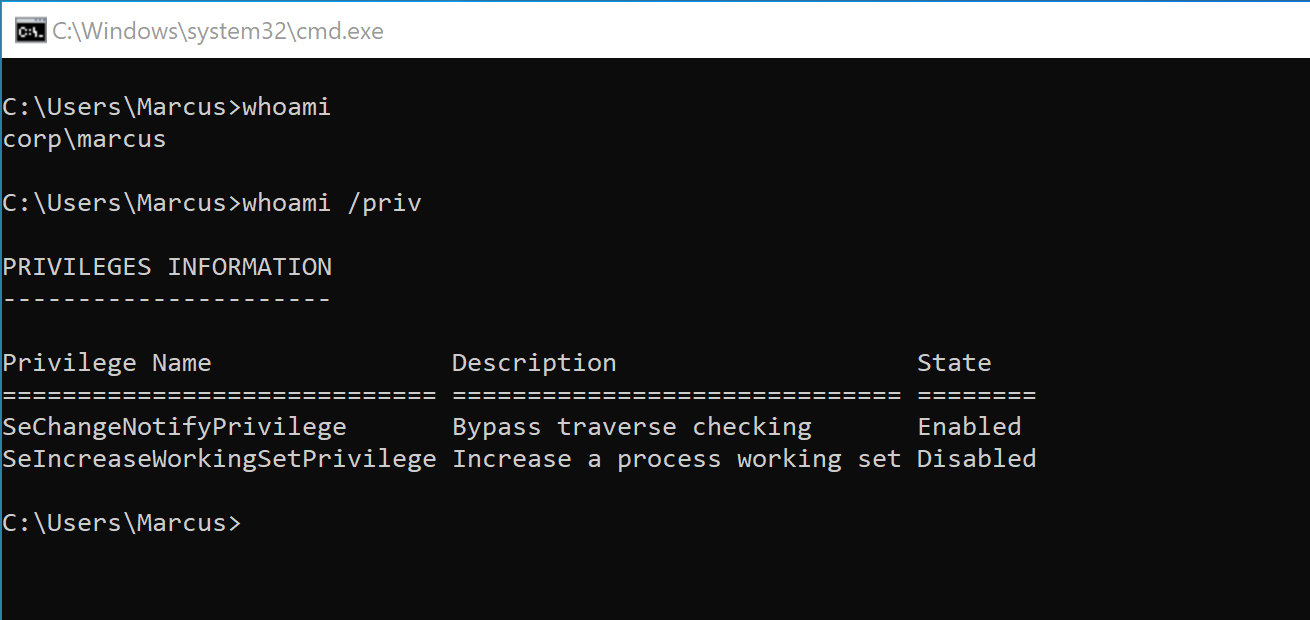 C:\Windows\system32\cmd.exe
C:\Users\Marcus>whoami
corp\marcus
C:\Users\Marcus>whoami /priv
PRIVILEGES INFORMATION
----------------------
Privilege Name                Description                    State
============================= ============================== ========
SeChangeNotifyPrivilege       Bypass traverse checking       Enabled
SeIncreaseWorkingSetPrivilege Increase a process working set Disabled
C:\Users\Marcus>